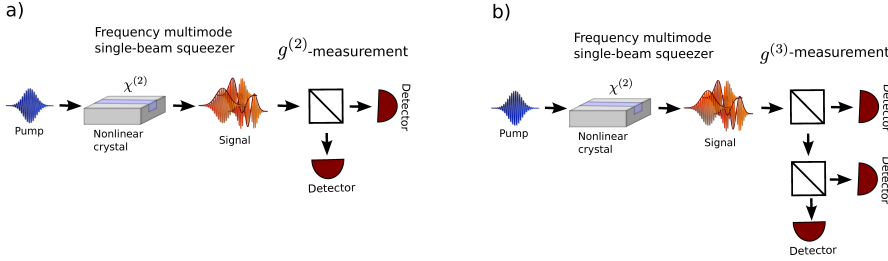 a)
Frequency multimode
single-beam squeezer
g^{(2)}-measurement
χ^{(2)}
Pump
Nonlinear
crystal
Signal
Detector
Detector
b)
Frequency multimode
single-beam squeezer
g^{(3)}-measurement
χ^{(2)}
Pump
Nonlinear
crystal
Signal
Detector
Detector
Detector